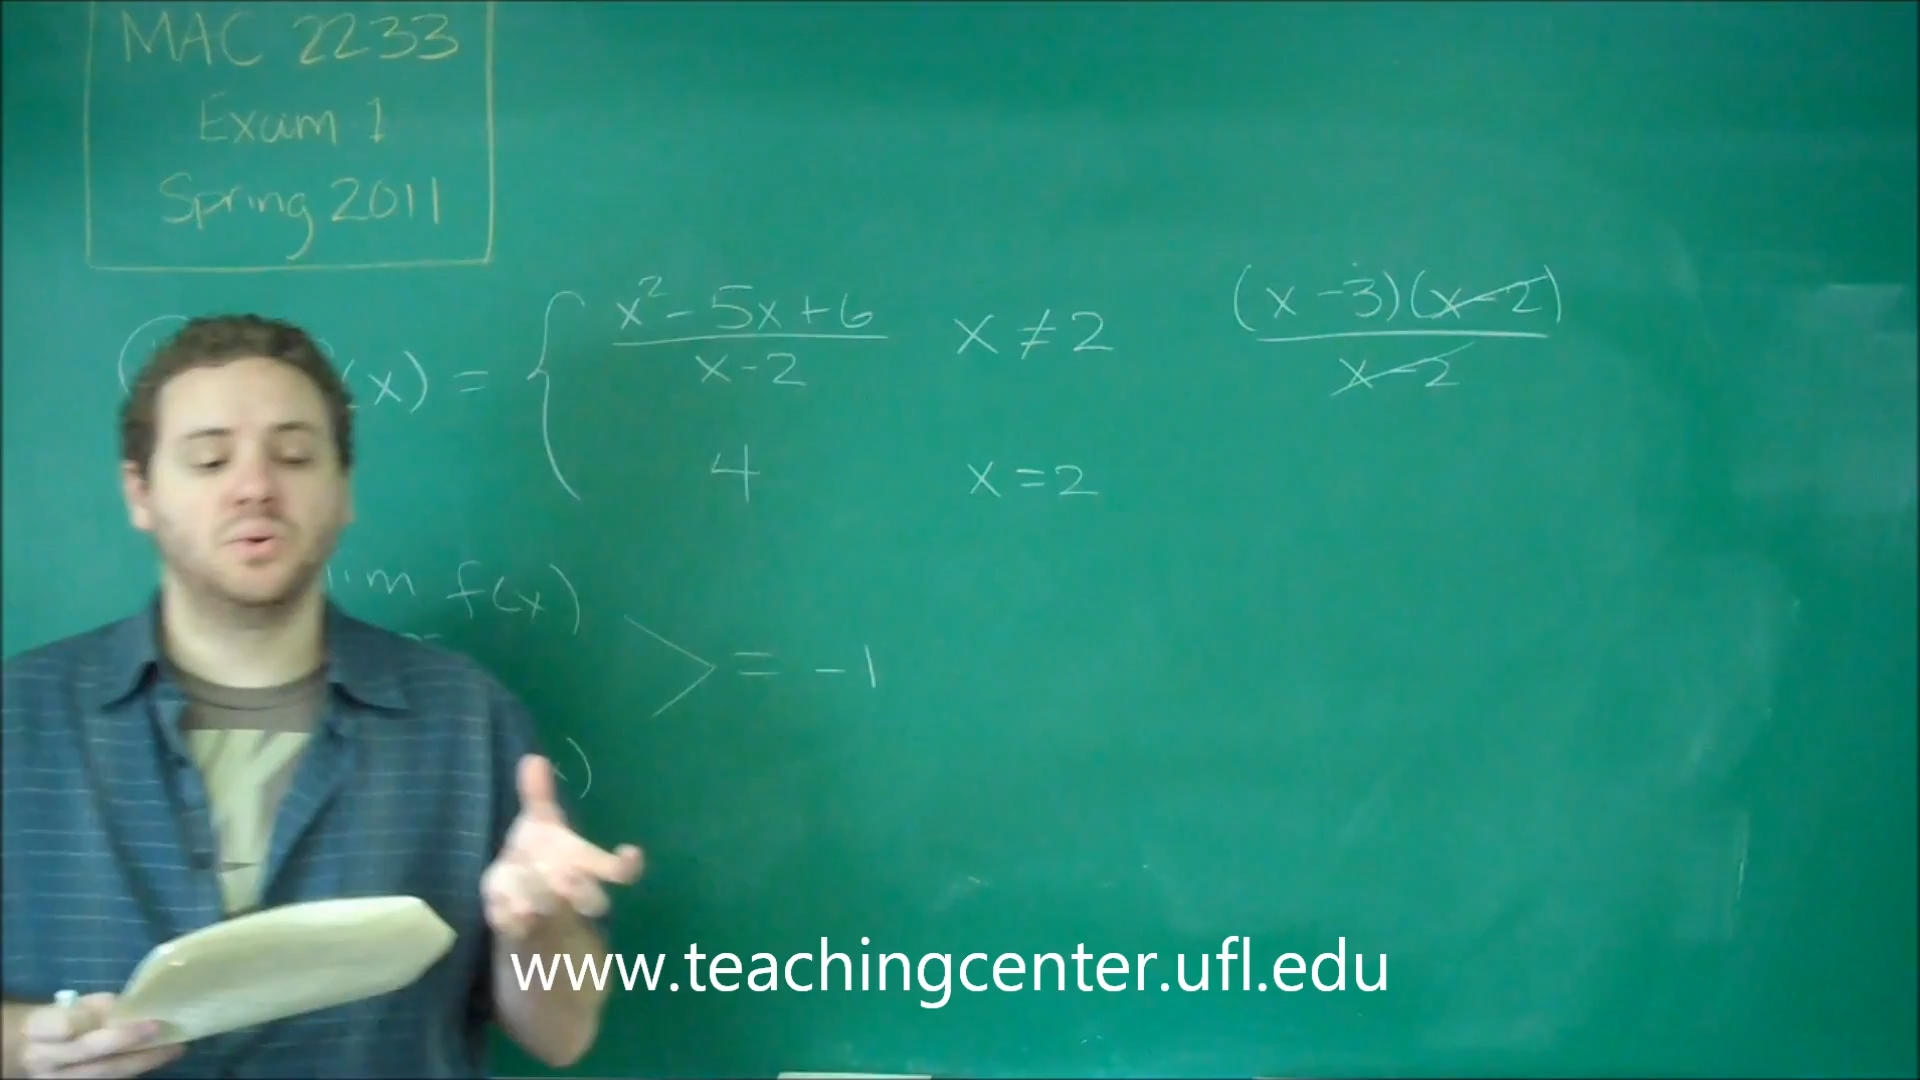 MAC 2233
Exam 1
Spring 2011
(x) = { x² - 5x + 6 / x - 2   x ≠ 2   (x - 3)(x - 2) / x - 2
4   x = 2
lim f(x)
> = -1
x)
www.teachingcenter.ufl.edu